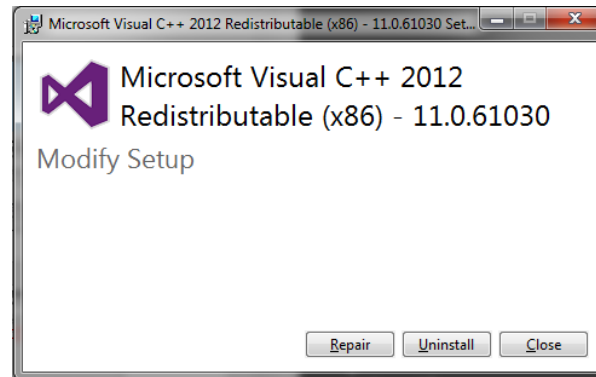 Microsoft Visual C++ 2012 Redistributable (x86) - 11.0.61030 Set...
Microsoft Visual C++ 2012
Redistributable (x86) - 11.0.61030
Modify Setup
Repair Uninstall Close